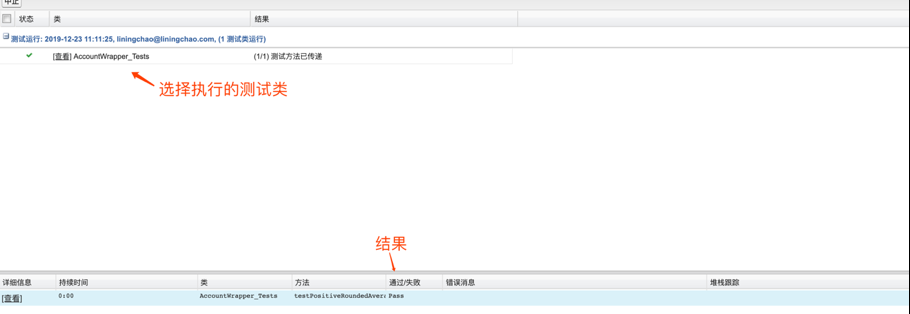 中止
状态 类 结果
测试运行: 2019-12-23 11:11:25, liningchao@liningchao.com, (1 测试类运行)
[查看] AccountWrapper_Tests (1/1) 测试方法已传递
选择执行的测试类
结果
详细信息 持续时间 类 方法 通过/失败 错误消息 堆栈跟踪
[查看] 0:00 AccountWrapper_Tests testPositiveRoundedAvera Pass